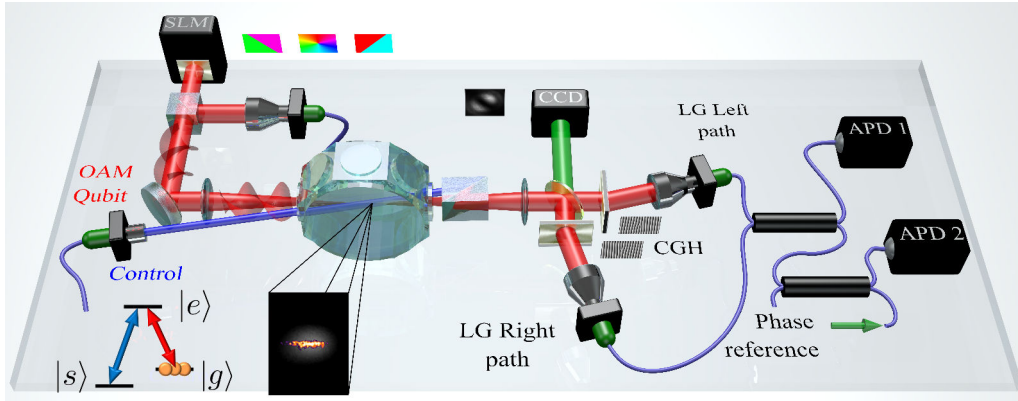 SLM
CCD
LG Left
path
APD 1
OAM
Qubit
APD 2
CGH
Control
LG Right
path
Phase
reference
|e⟩
|s⟩
|g⟩